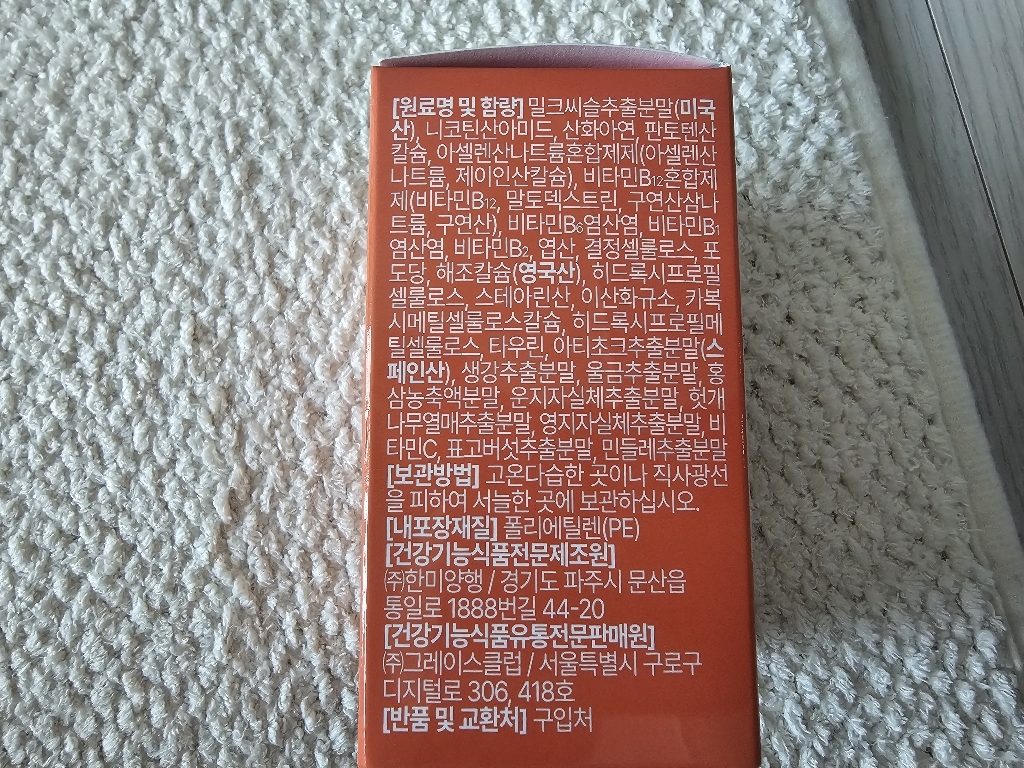 [원료명 및 함량] 밀크씨슬추출분말(미국
산), 니코틴산아미드, 산화아연, 판토텐산
칼슘, 아셀렌산나트륨혼합제제(아셀렌산
나트륨, 제이인산칼슘), 비타민B12혼합제
제(비타민B12, 말토덱스트린, 구연산삼나
트륨, 구연산), 비타민B6염산염, 비타민B1
염산염, 비타민B2, 엽산, 결정셀룰로스, 포
도당, 해조칼슘(영국산), 히드록시프로필
셀룰로스, 스테아린산, 이산화규소, 카복
시메틸셀룰로스칼슘, 히드록시프로필메
틸셀룰로스, 타우린, 아티초크추출분말(스
페인산), 생강추출분말, 울금추출분말, 홍
삼농축액분말, 운지자실체추출분말, 헛개
나무열매추출분말, 영지자실체추출분말, 비
타민C, 표고버섯추출분말, 민들레추출분말
[보관방법] 고온다습한 곳이나 직사광선
을 피하여 서늘한 곳에 보관하십시오.
[내포장재질] 폴리에틸렌(PE)
[건강기능식품전문제조원]
㈜한미양행 / 경기도 파주시 문산읍
통일로 1888번길 44-20
[건강기능식품유통전문판매원]
㈜그레이스클럽 / 서울특별시 구로구
디지털로 306, 418호
[반품 및 교환처] 구입처